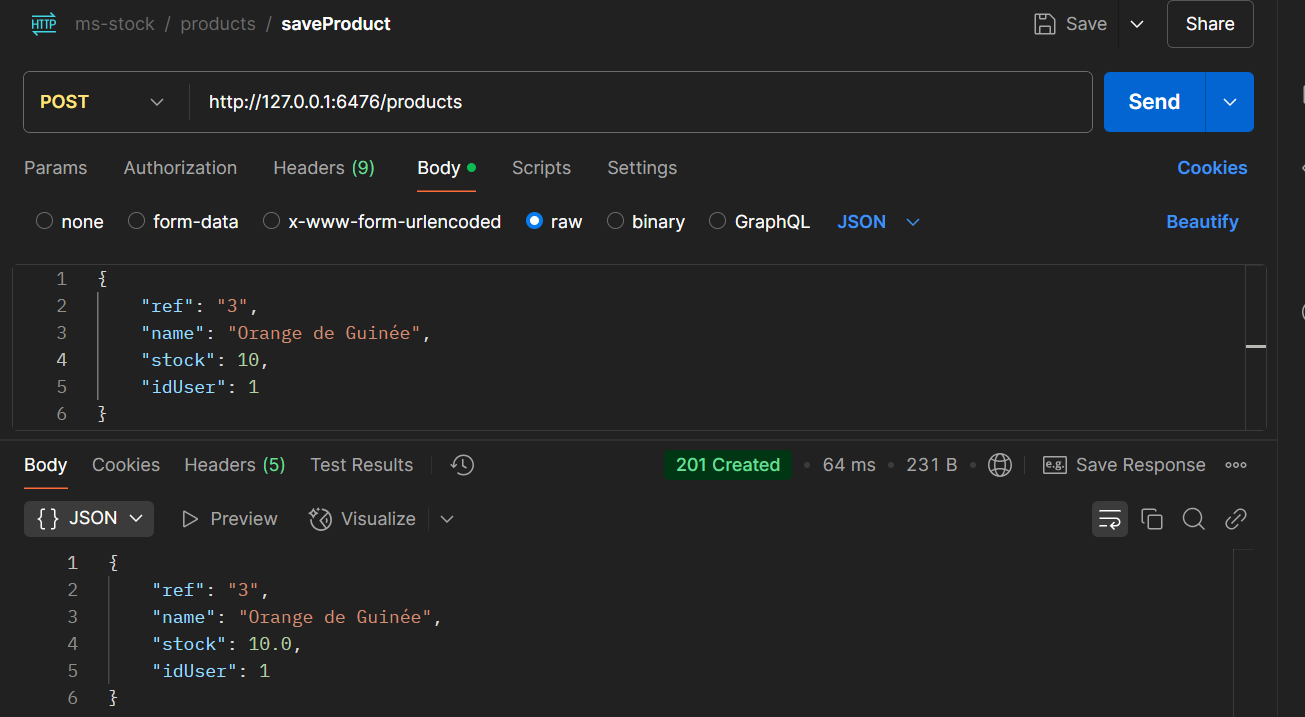 HTTP ms-stock / products / saveProduct Save Share
POST http://127.0.0.1:6476/products Send
Params Authorization Headers (9) Body Scripts Settings Cookies
none form-data x-www-form-urlencoded raw binary GraphQL JSON Beautify
1 {
2 "ref": "3",
3 "name": "Orange de Guinée",
4 "stock": 10,
5 "idUser": 1
6 }
Body Cookies Headers (5) Test Results 201 Created • 64 ms • 231 B • e.g. Save Response
{} JSON Preview Visualize
1 {
2 "ref": "3",
3 "name": "Orange de Guinée",
4 "stock": 10.0,
5 "idUser": 1
6 }